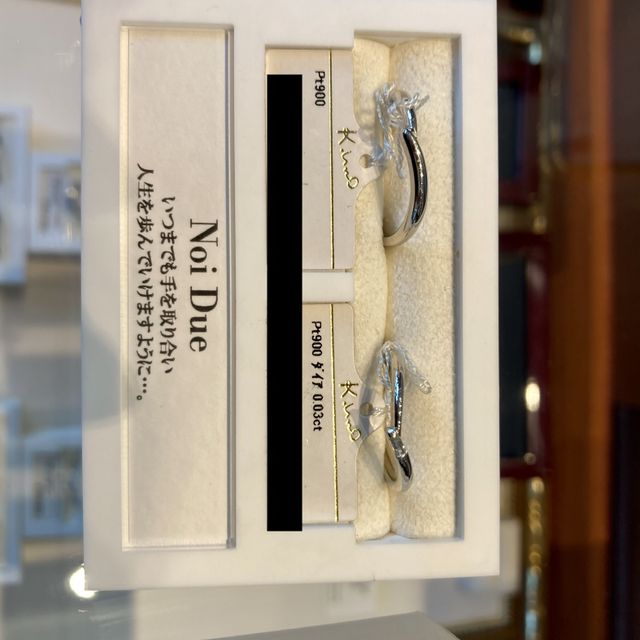 Kino
Pt900
Kino
Pt900 ダイア 0.03ct
Noi Due
いつまでも手を取り合い
人生を歩んでいけますように…。